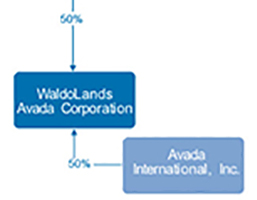 50%
WaldoLands
Avada Corporation
50%
Avada
International, Inc.